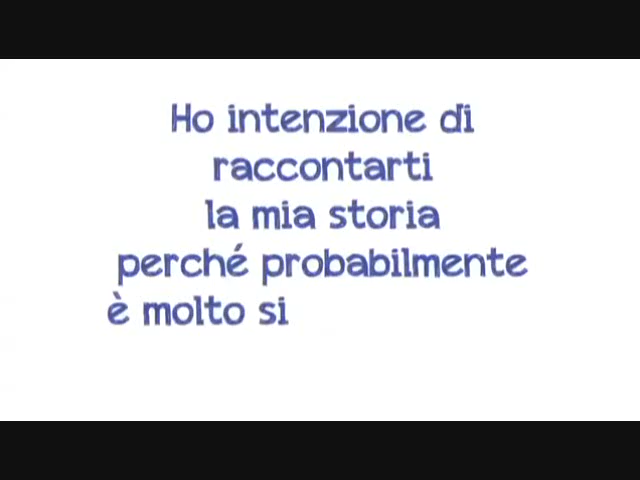 Ho intenzione di
raccontarti
la mia storia
perché probabilmente
è molto si